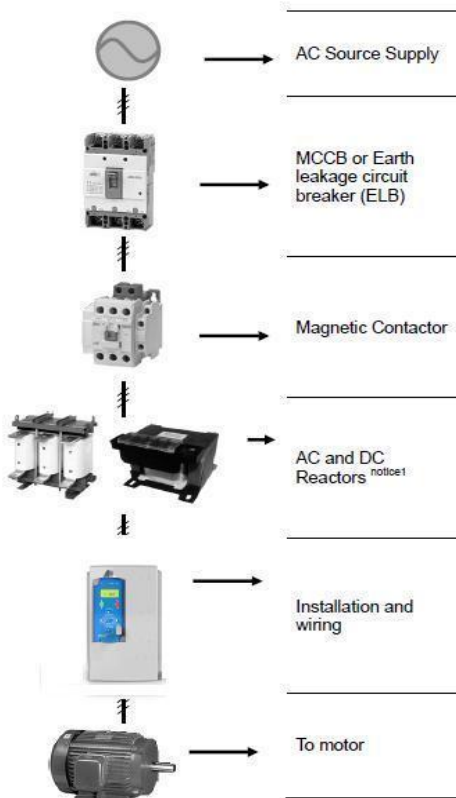 AC Source Supply
MCCB or Earth
leakage circuit
breaker (ELB)
Magnetic Contactor
AC and DC
Reactors notice1
Installation and
wiring
To motor